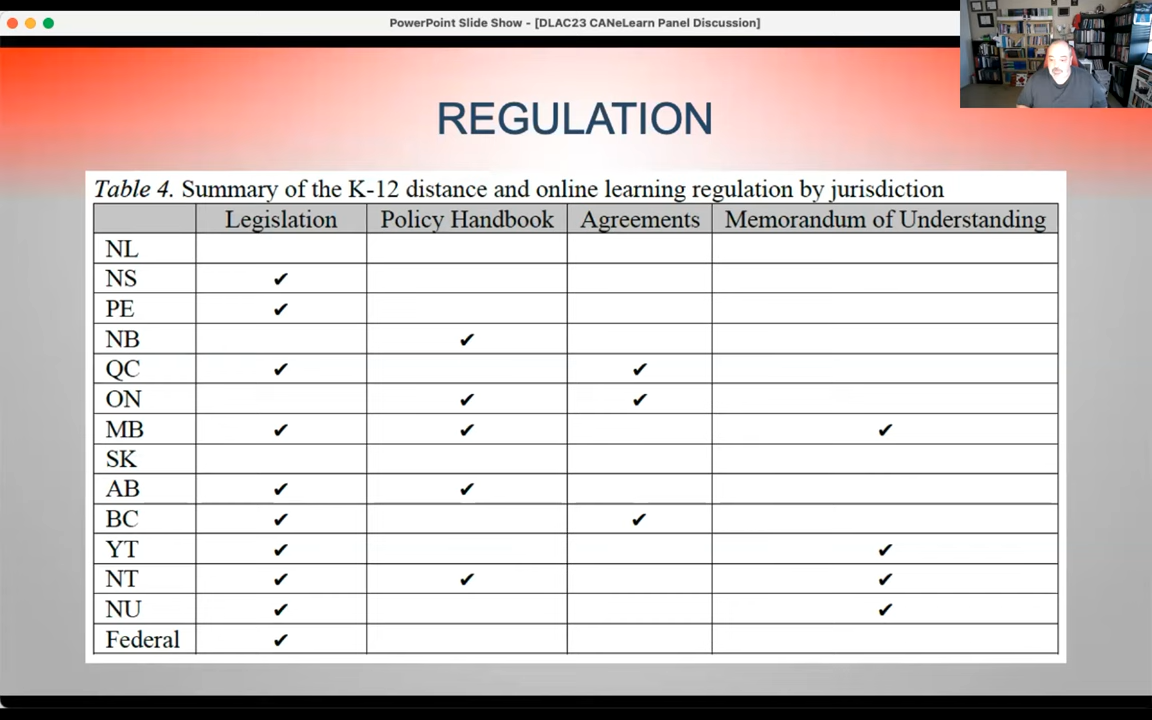 PowerPoint Slide Show - [DLAC23 CANeLearn Panel Discussion]
REGULATION
Table 4. Summary of the K-12 distance and online learning regulation by jurisdiction
Legislation Policy Handbook Agreements Memorandum of Understanding
NL
NS ✔
PE ✔
NB ✔
QC ✔ ✔
ON ✔ ✔
MB ✔ ✔ ✔
SK
AB ✔ ✔
BC ✔ ✔
YT ✔ ✔
NT ✔ ✔ ✔
NU ✔ ✔
Federal ✔